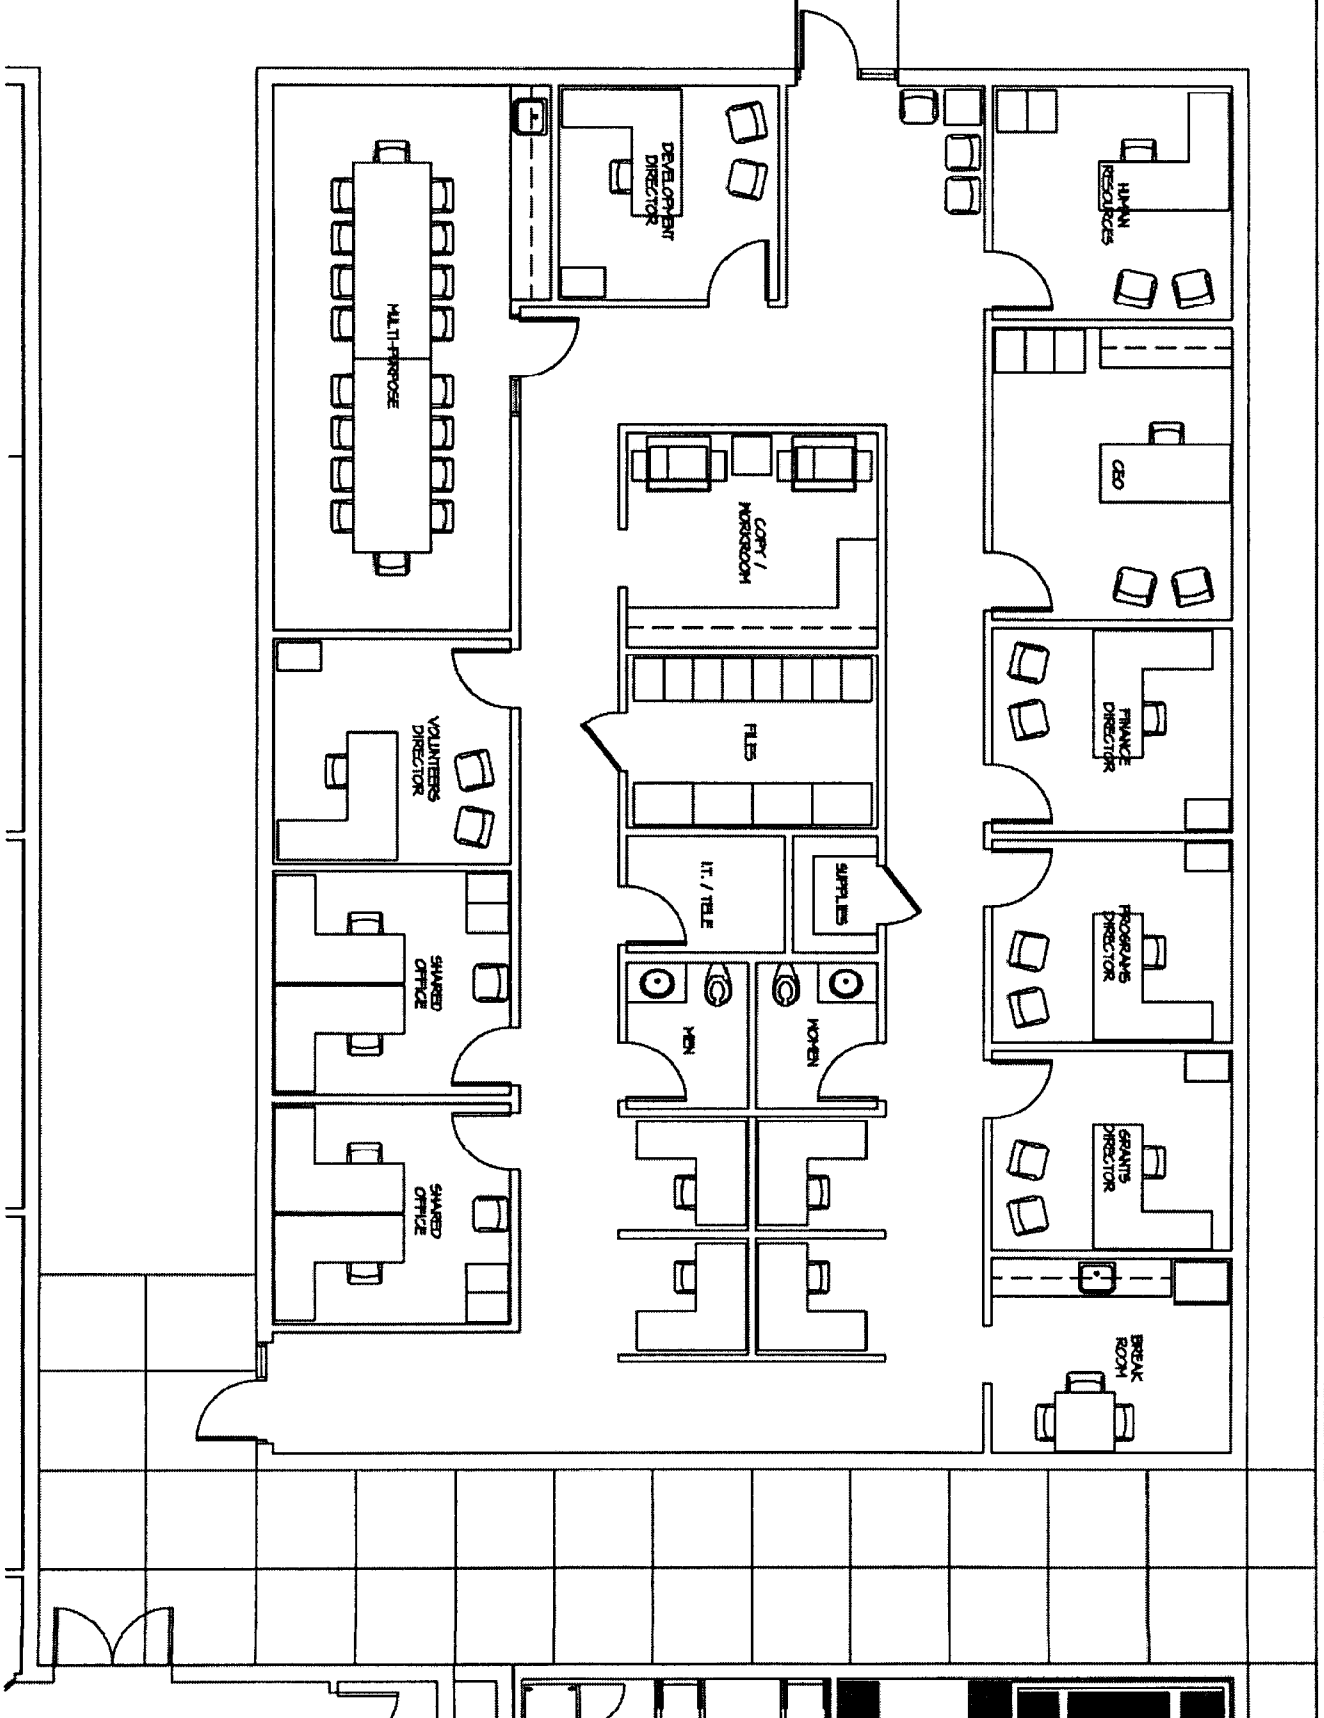 DEVELOPMENT
DIRECTOR
HUMAN
RESOURCES
MULTI-PURPOSE
CEO
COPY /
WORKROOM
FINANCE
DIRECTOR
FILES
VOLUNTEERS
DIRECTOR
I.T. / TELE
SUPPLIES
PROGRAMS
DIRECTOR
SHARED
OFFICE
MEN
WOMEN
GRANTS
DIRECTOR
SHARED
OFFICE
BREAK
ROOM